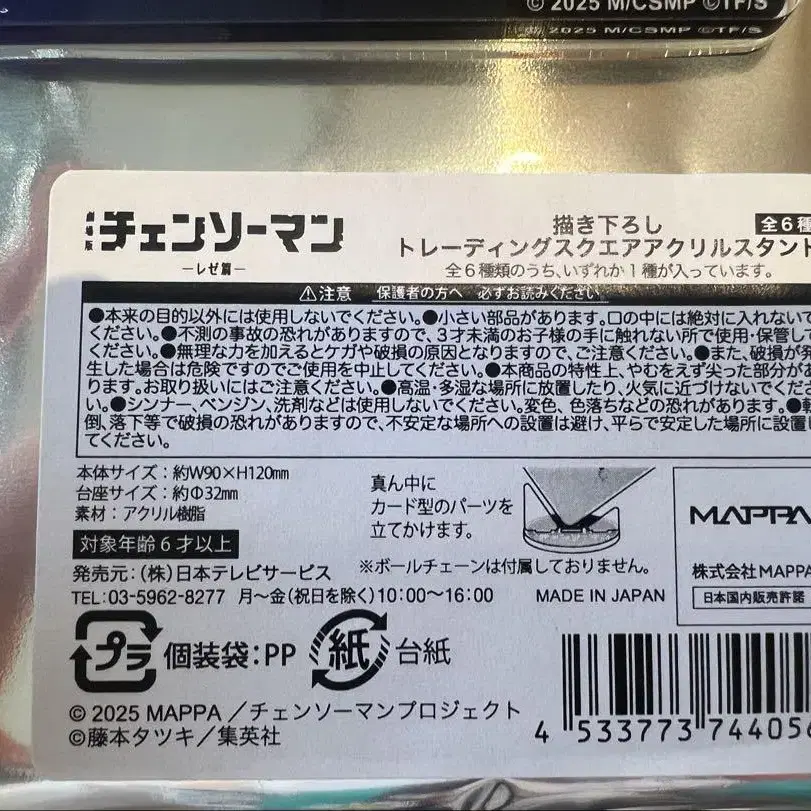 © 2025 M/CSMP ©TF/S
© 2025 M/CSMP ©TF/S
劇場版 チェンソーマン
―レゼ篇―
描き下ろし
全6種
トレーディングスクエアアクリルスタンド
全6種類のうち、いずれか1種が入っています。
⚠注意 保護者の方へ 必ずお読みください
●本来の目的以外には使用しないでください。●小さい部品があります。口の中には絶対に入れないで
ください。●不測の事故の恐れがありますので、3才未満のお子様の手に触れない所で使用・保管して
ください。●無理な力を加えるとケガや破損の原因となりますので、ご注意ください。●また、破損が発
生した場合は危険ですのでご使用を中止してください。●本商品の特性上、やむをえず尖った部分があ
ります。お取り扱いにはご注意ください。●高温・多湿な場所に放置したり、火気に近づけないでくださ
い。●シンナー、ベンジン、洗剤などは使用しないでください。変色、色落ちなどの恐れがあります。●転
倒、落下等で破損の恐れがありますので、不安定な場所への設置は避け、平らで安定した場所に設置し
てください。
本体サイズ：約W90×H120mm
台座サイズ：約Φ32mm
素材：アクリル樹脂
対象年齢6才以上
真ん中に
カード型のパーツを
立てかけます。
※ボールチェーンは付属しておりません。
発売元：(株)日本テレビサービス
TEL：03-5962-8277 月～金(祝日を除く)10:00～16:00
MADE IN JAPAN
MAPPA
株式会社MAPPA
日本国内販売許諾
プラ 個装袋：PP 紙 台紙
© 2025 MAPPA／チェンソーマンプロジェクト
©藤本タツキ／集英社
4 533773 744056